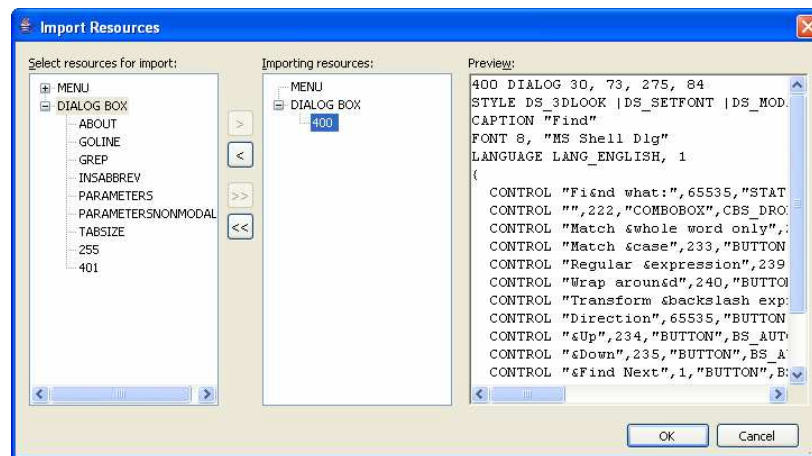 Import Resources
Select resources for import:
MENU
DIALOG BOX
ABOUT
GOLINE
GREP
INSABBREV
PARAMETERS
PARAMETERSNONMODAL
TABSIZE
255
401
>
<
>>
<<
Importing resources:
MENU
DIALOG BOX
400
Preview:
400 DIALOG 30, 73, 275, 84
STYLE DS_3DLOOK |DS_SETFONT |DS_MOD
CAPTION "Find"
FONT 8, "MS Shell Dlg"
LANGUAGE LANG_ENGLISH, 1
{
CONTROL "Fi&nd what:",65535,"STAT
CONTROL "",222,"COMBOBOX",CBS_DRO
CONTROL "Match &whole word only",
CONTROL "Match &case",233,"BUTTON
CONTROL "Regular &expression",239
CONTROL "Wrap aroun&d",240,"BUTTO
CONTROL "Transform &backslash exp
CONTROL "Direction",65535,"BUTTON
CONTROL "&Up",234,"BUTTON",BS_AUT
CONTROL "&Down",235,"BUTTON",BS_A
CONTROL "&Find Next",1,"BUTTON",B
OK
Cancel